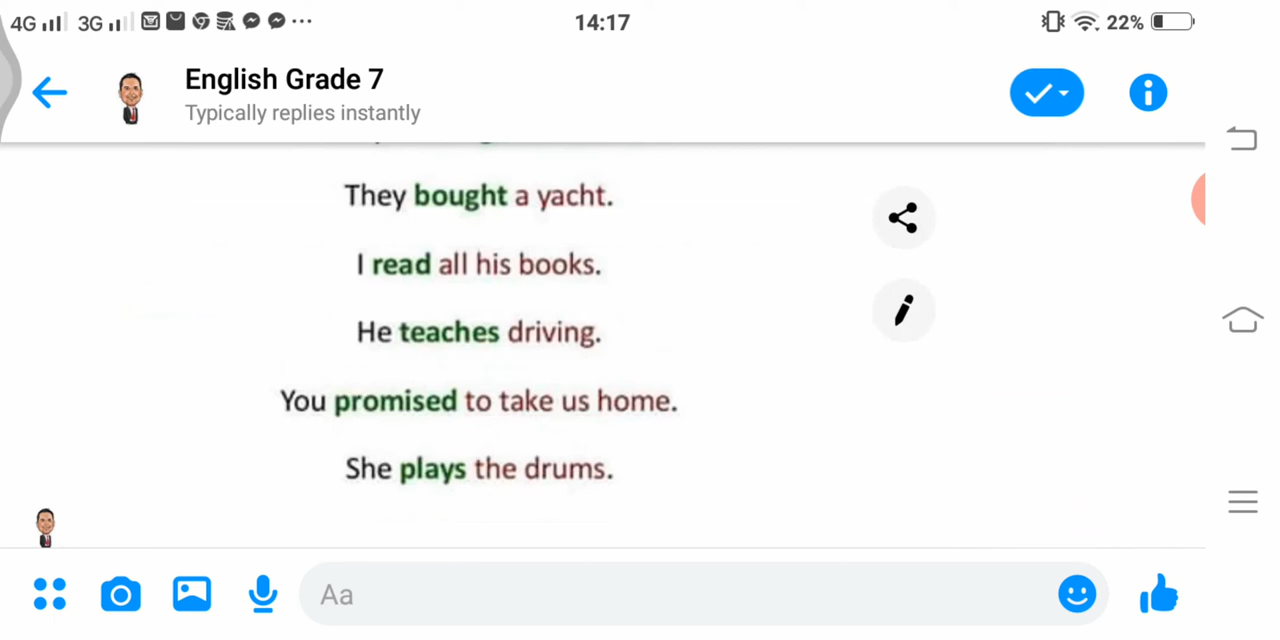 4G 3G 14:17 22%
English Grade 7
Typically replies instantly
They bought a yacht.
I read all his books.
He teaches driving.
You promised to take us home.
She plays the drums.
Aa